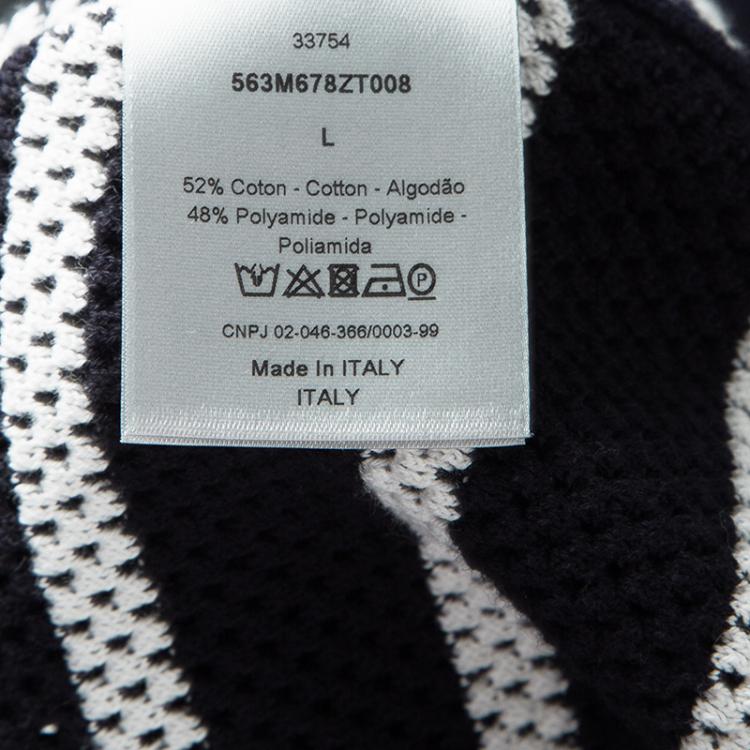 33754
563M678ZT008
L
52% Coton - Cotton - Algodão
48% Polyamide - Polyamide -
Poliamida
P
CNPJ 02-046-366/0003-99
Made In ITALY
ITALY